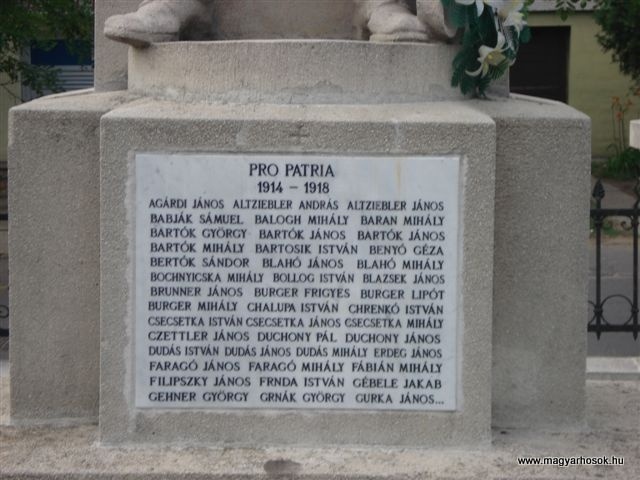 PRO PATRIA
1914 – 1918
AGÁRDI JÁNOS ALTZIEBLER ANDRÁS ALTZIEBLER JÁNOS
BABJÁK SÁMUEL BALOGH MIHÁLY BARAN MIHÁLY
BARTÓK GYÖRGY BARTÓK JÁNOS BARTÓK JÁNOS
BARTÓK MIHÁLY BARTOSIK ISTVÁN BENYÓ GÉZA
BERTÓK SÁNDOR BLAHÓ JÁNOS BLAHÓ MIHÁLY
BOCHNYICSKA MIHÁLY BOLLOG ISTVÁN BLAZSEK JÁNOS
BRUNNER JÁNOS BURGER FRIGYES BURGER LIPÓT
BURGER MIHÁLY CHALUPA ISTVÁN CHRENKÓ ISTVÁN
CSECSETKA ISTVÁN CSECSETKA JÁNOS CSECSETKA MIHÁLY
CZETTLER JÁNOS DUCHONY PÁL DUCHONY JÁNOS
DUDÁS ISTVÁN DUDÁS JÁNOS DUDÁS MIHÁLY ERDEG JÁNOS
FARAGÓ JÁNOS FARAGÓ MIHÁLY FÁBIÁN MIHÁLY
FILIPSZKY JÁNOS FRNDA ISTVÁN GÉBELE JAKAB
GEHNER GYÖRGY GRNÁK GYÖRGY GURKA JÁNOS...
www.magyarhosok.hu